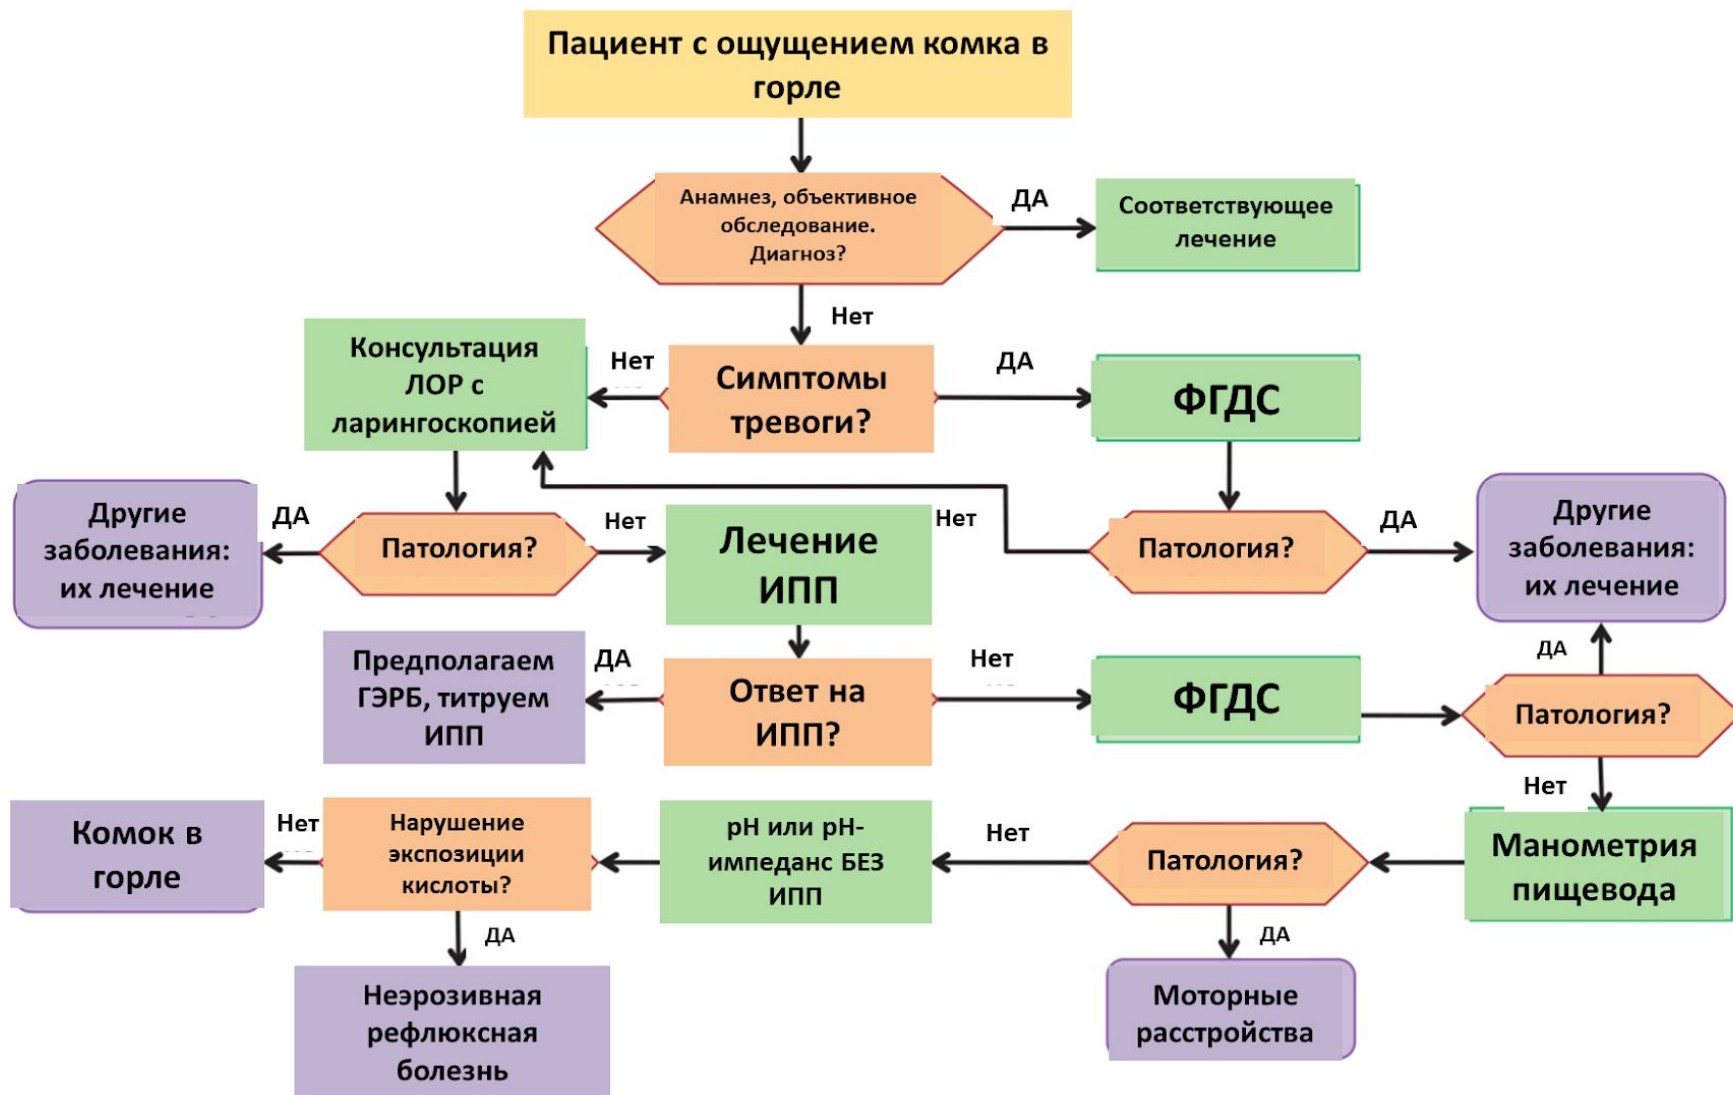 Пациент с ощущением комка в
горле
Анамнез, объективное
обследование.
Диагноз?
ДА
Соответствующее
лечение
Нет
Консультация
ЛОР с
ларингоскопией
Нет
Симптомы
тревоги?
ДА
ФГДС
Другие
заболевания:
их лечение
ДА
Патология?
Нет
Лечение
ИПП
Нет
Патология?
ДА
Другие
заболевания:
их лечение
Предполагаем
ГЭРБ, титруем
ИПП
ДА
Ответ на
ИПП?
Нет
ФГДС
ДА
Патология?
Нет
Комок в
горле
Нет
Нарушение
экспозиции
кислоты?
рН или рН-
импеданс БЕЗ
ИПП
Нет
Патология?
Манометрия
пищевода
ДА
Неэрозивная
рефлюксная
болезнь
ДА
Моторные
расстройства